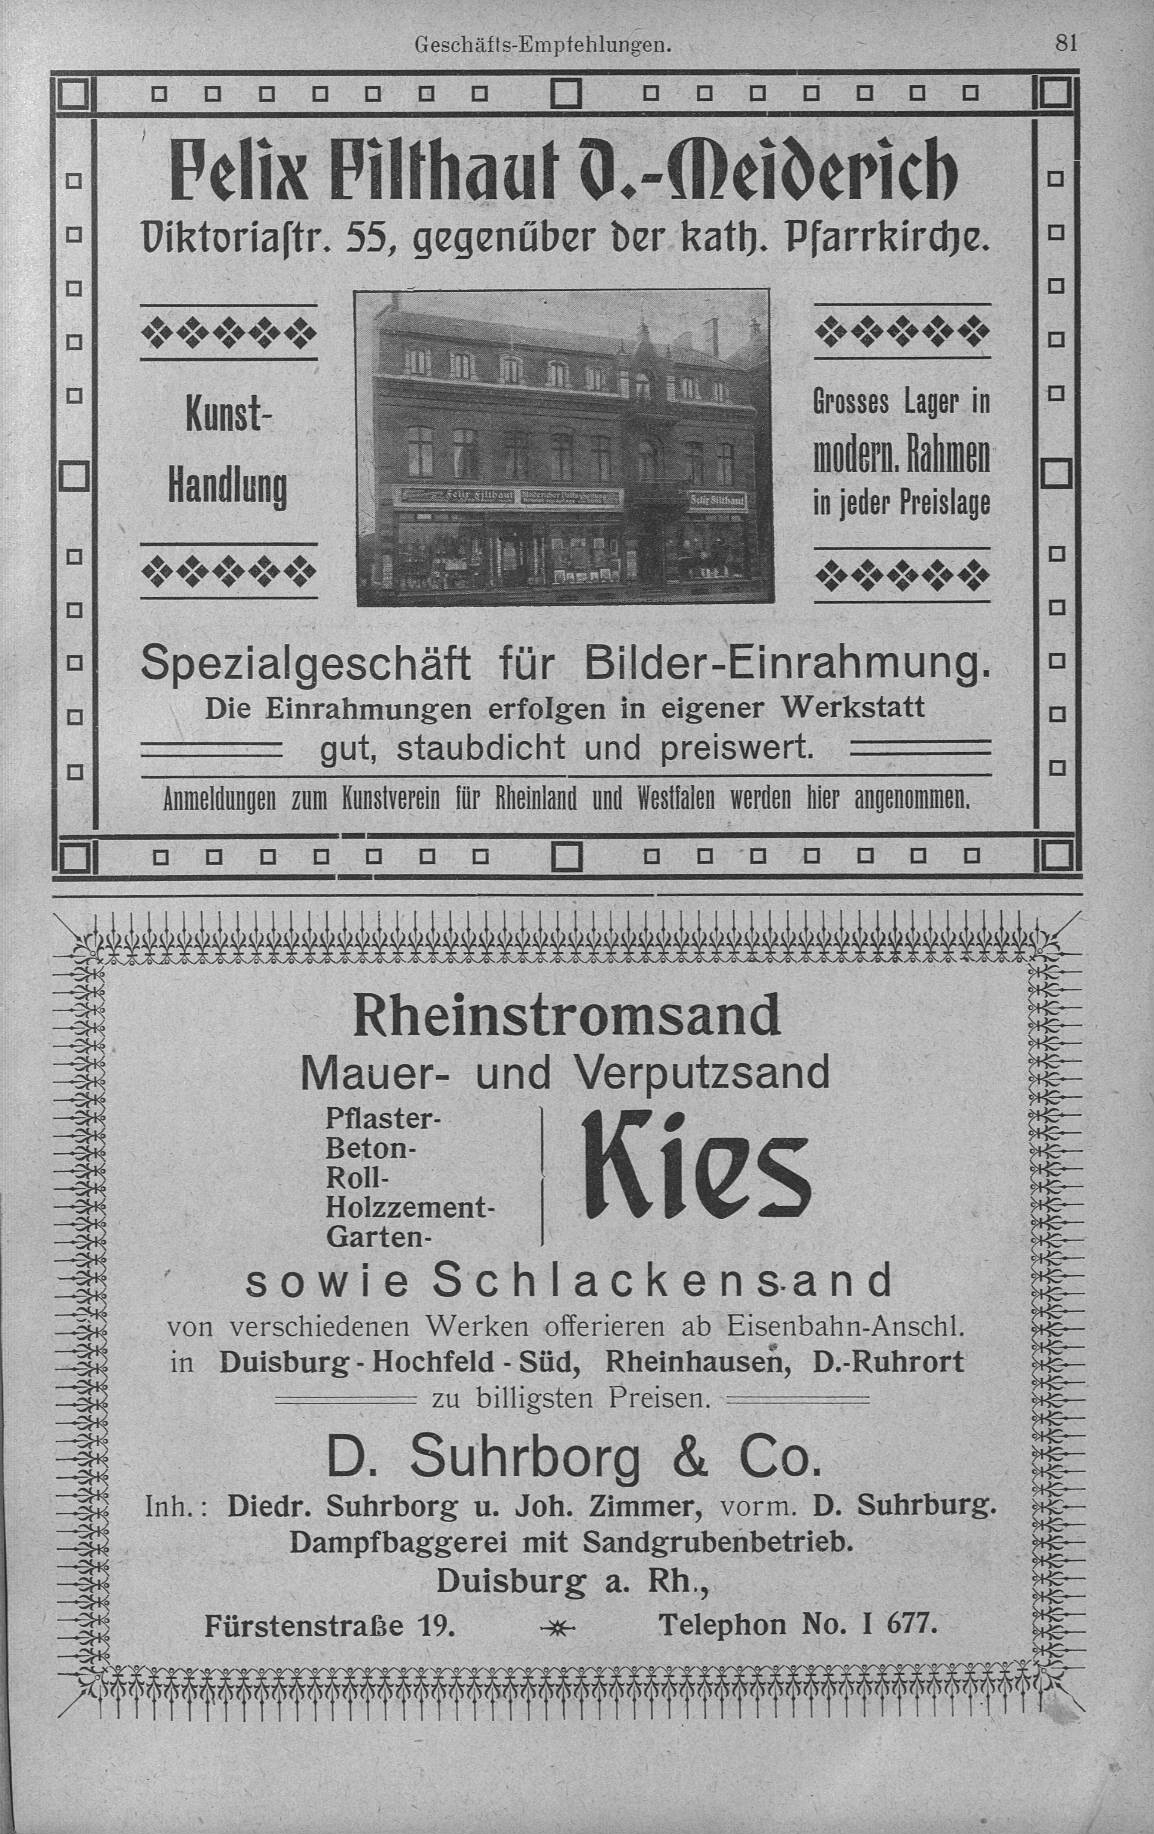 Geschäfts-Empfehlungen. 81
Felix Filthaut D.-Meiderich
Viktoriaſtr. 55, gegenüber der kath. Pfarrkirche.
Kunst-
Handlung
Felix Filthaut
Felix Filthaut
Grosses Lager in
modern. Rahmen
in jeder Preislage
Spezialgeschäft für Bilder-Einrahmung.
Die Einrahmungen erfolgen in eigener Werkstatt
gut, staubdicht und preiswert.
Anmeldungen zum Kunstverein für Rheinland und Westfalen werden hier angenommen.
Rheinstromsand
Mauer- und Verputzsand
Pflaster-
Beton-
Roll-
Holzzement-
Garten-
Kies
sowie Schlackensand
von verschiedenen Werken offerieren ab Eisenbahn-Anschl.
in Duisburg - Hochfeld - Süd, Rheinhausen, D.-Ruhrort
zu billigsten Preisen.
D. Suhrborg & Co.
Inh.: Diedr. Suhrborg u. Joh. Zimmer, vorm. D. Suhrburg.
Dampfbaggerei mit Sandgrubenbetrieb.
Duisburg a. Rh.,
Fürstenstraße 19. Telephon No. I 677.